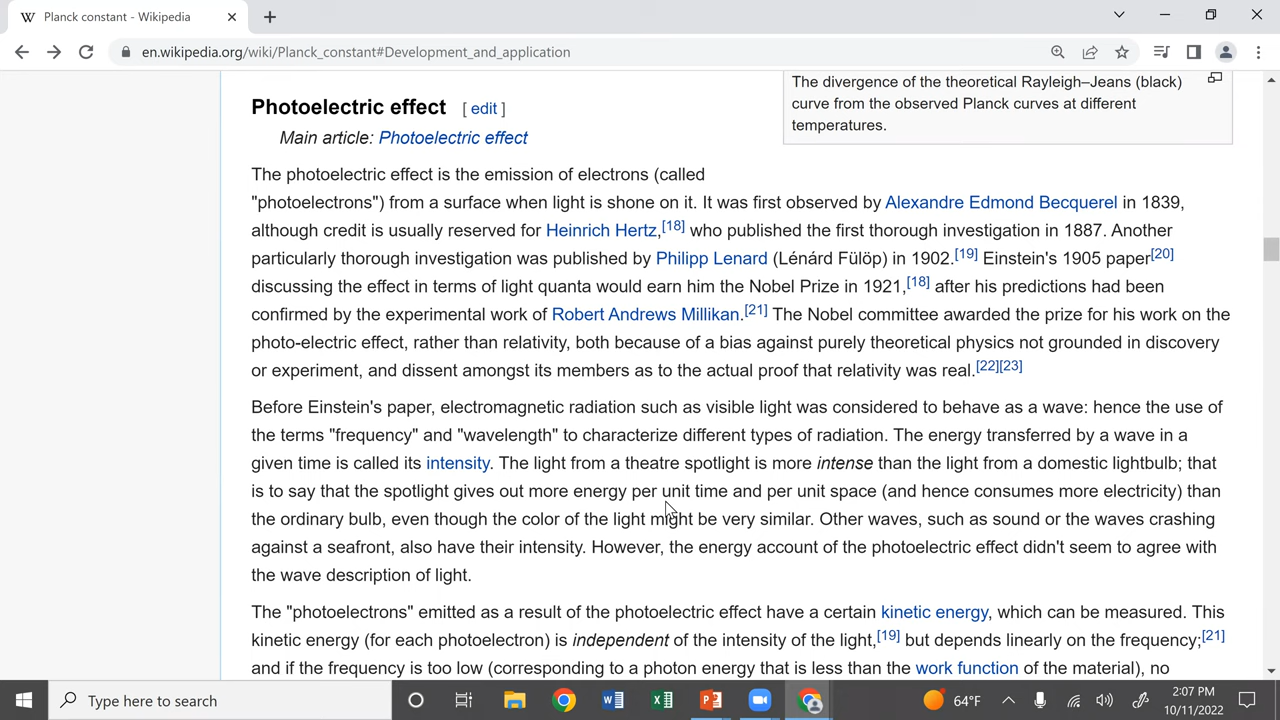 Planck constant - Wikipedia
en.wikipedia.org/wiki/Planck_constant#Development_and_application
The divergence of the theoretical Rayleigh–Jeans (black)
curve from the observed Planck curves at different
temperatures.
Photoelectric effect [ edit ]
Main article: Photoelectric effect
The photoelectric effect is the emission of electrons (called
"photoelectrons") from a surface when light is shone on it. It was first observed by Alexandre Edmond Becquerel in 1839,
although credit is usually reserved for Heinrich Hertz,[18] who published the first thorough investigation in 1887. Another
particularly thorough investigation was published by Philipp Lenard (Lénárd Fülöp) in 1902.[19] Einstein's 1905 paper[20]
discussing the effect in terms of light quanta would earn him the Nobel Prize in 1921,[18] after his predictions had been
confirmed by the experimental work of Robert Andrews Millikan.[21] The Nobel committee awarded the prize for his work on the
photo-electric effect, rather than relativity, both because of a bias against purely theoretical physics not grounded in discovery
or experiment, and dissent amongst its members as to the actual proof that relativity was real.[22][23]
Before Einstein's paper, electromagnetic radiation such as visible light was considered to behave as a wave: hence the use of
the terms "frequency" and "wavelength" to characterize different types of radiation. The energy transferred by a wave in a
given time is called its intensity. The light from a theatre spotlight is more intense than the light from a domestic lightbulb; that
is to say that the spotlight gives out more energy per unit time and per unit space (and hence consumes more electricity) than
the ordinary bulb, even though the color of the light might be very similar. Other waves, such as sound or the waves crashing
against a seafront, also have their intensity. However, the energy account of the photoelectric effect didn't seem to agree with
the wave description of light.
The "photoelectrons" emitted as a result of the photoelectric effect have a certain kinetic energy, which can be measured. This
kinetic energy (for each photoelectron) is independent of the intensity of the light,[19] but depends linearly on the frequency;[21]
and if the frequency is too low (corresponding to a photon energy that is less than the work function of the material), no
Type here to search
64°F
2:07 PM
10/11/2022